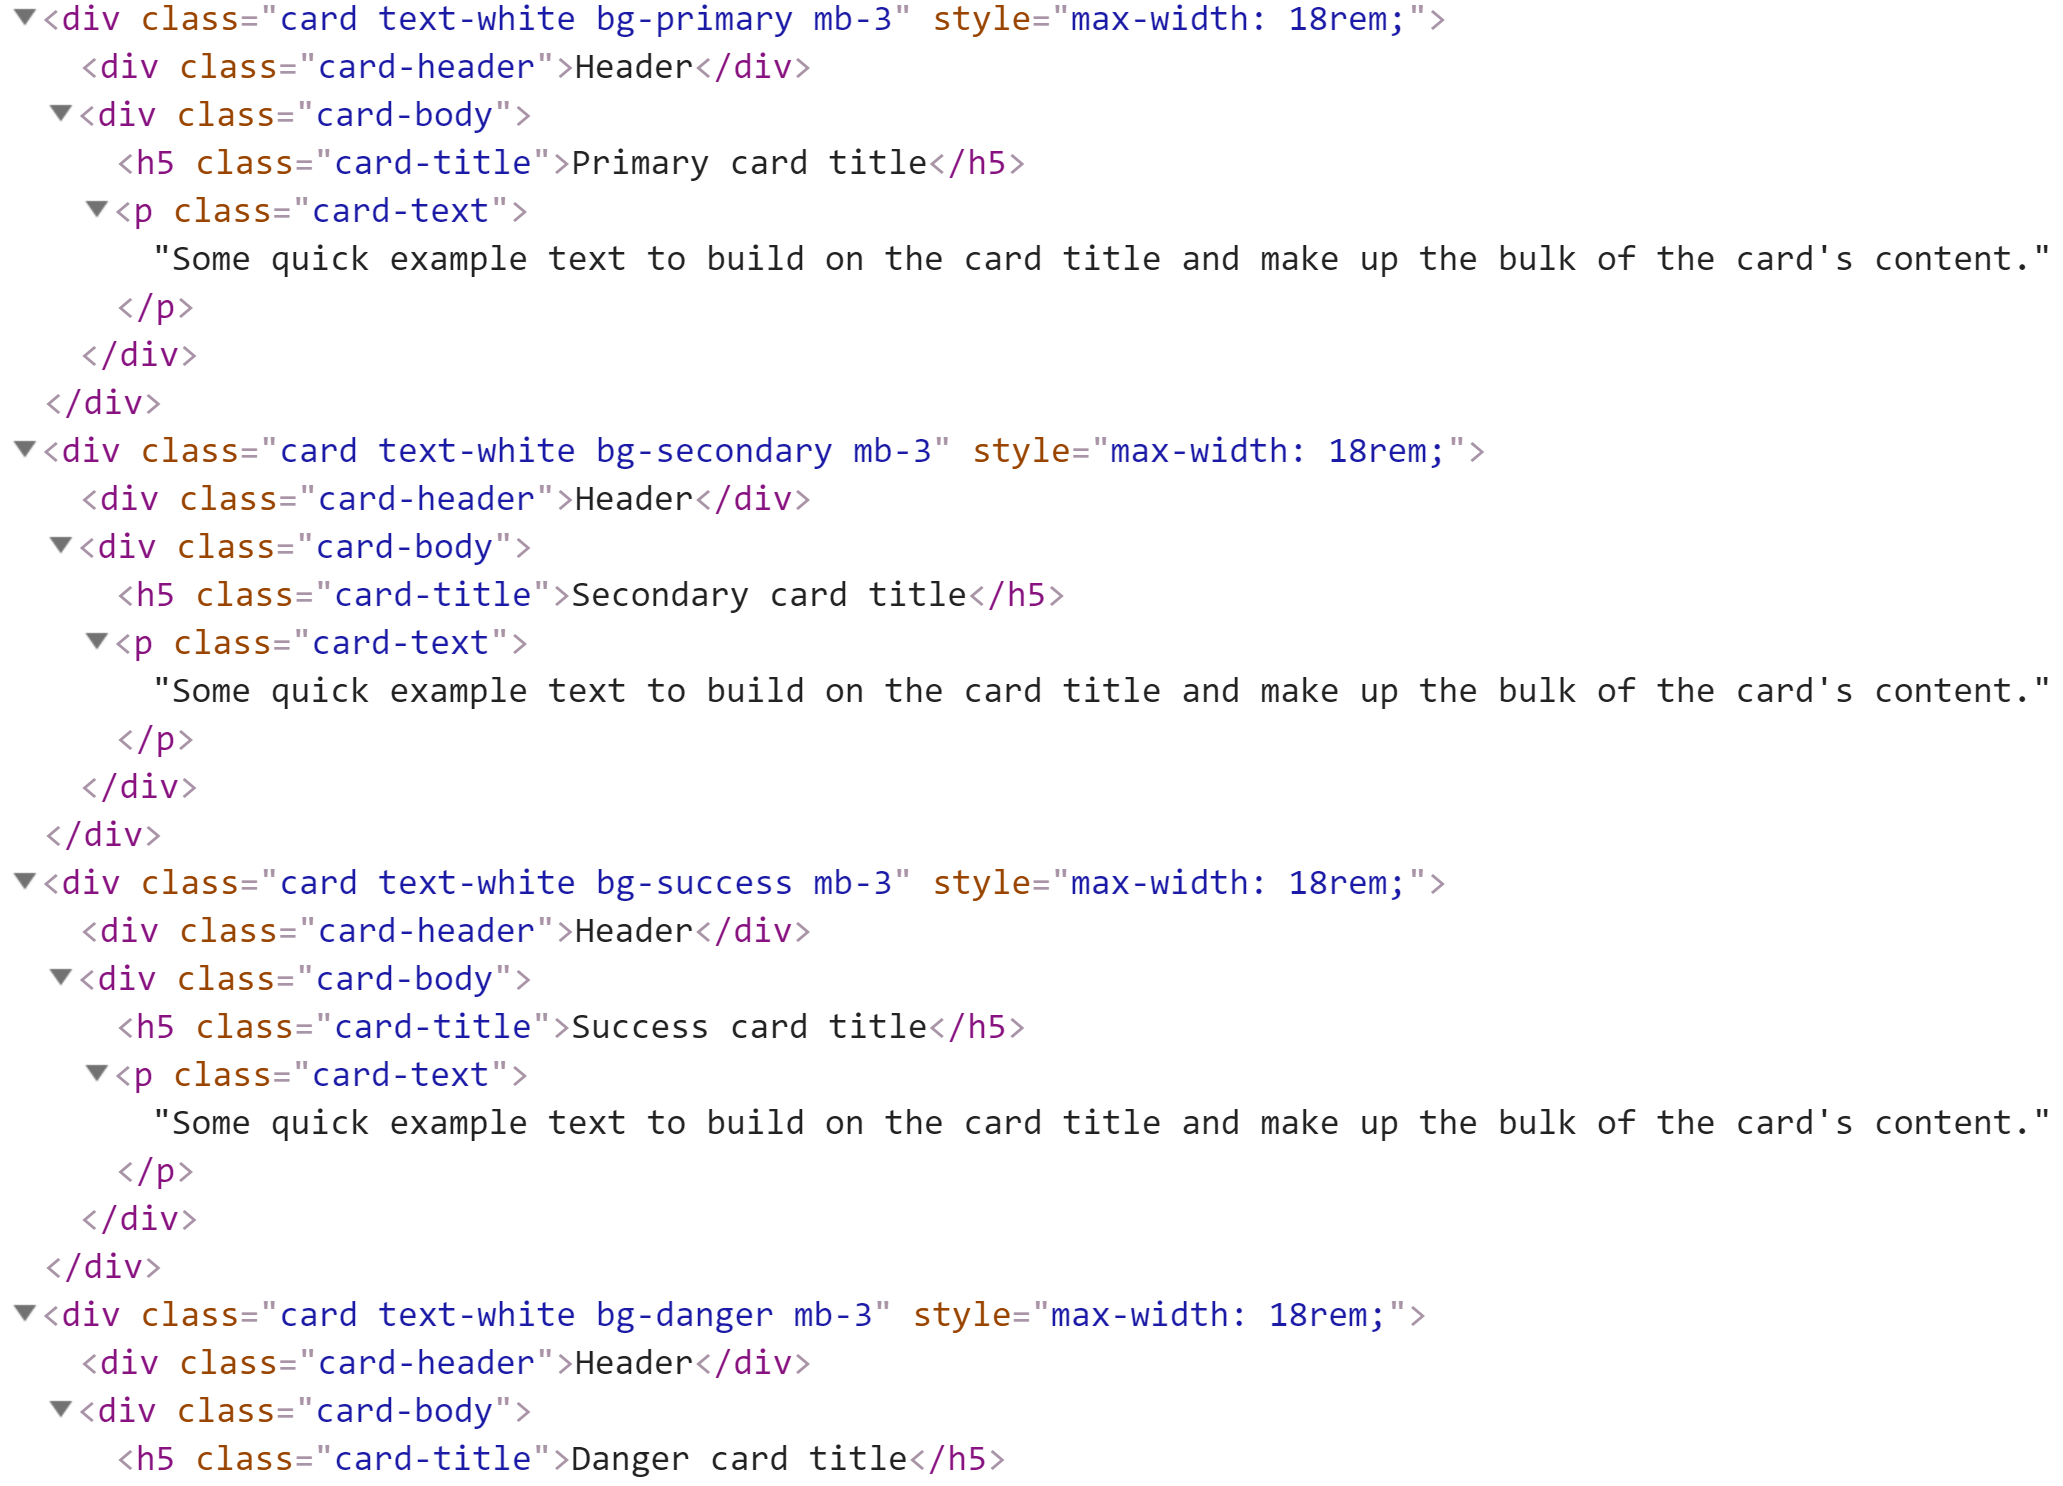 <div class="card text-white bg-primary mb-3" style="max-width: 18rem;">
<div class="card-header">Header</div>
<div class="card-body">
<h5 class="card-title">Primary card title</h5>
<p class="card-text">
"Some quick example text to build on the card title and make up the bulk of the card's content."
</p>
</div>
</div>
<div class="card text-white bg-secondary mb-3" style="max-width: 18rem;">
<div class="card-header">Header</div>
<div class="card-body">
<h5 class="card-title">Secondary card title</h5>
<p class="card-text">
"Some quick example text to build on the card title and make up the bulk of the card's content."
</p>
</div>
</div>
<div class="card text-white bg-success mb-3" style="max-width: 18rem;">
<div class="card-header">Header</div>
<div class="card-body">
<h5 class="card-title">Success card title</h5>
<p class="card-text">
"Some quick example text to build on the card title and make up the bulk of the card's content."
</p>
</div>
</div>
<div class="card text-white bg-danger mb-3" style="max-width: 18rem;">
<div class="card-header">Header</div>
<div class="card-body">
<h5 class="card-title">Danger card title</h5>